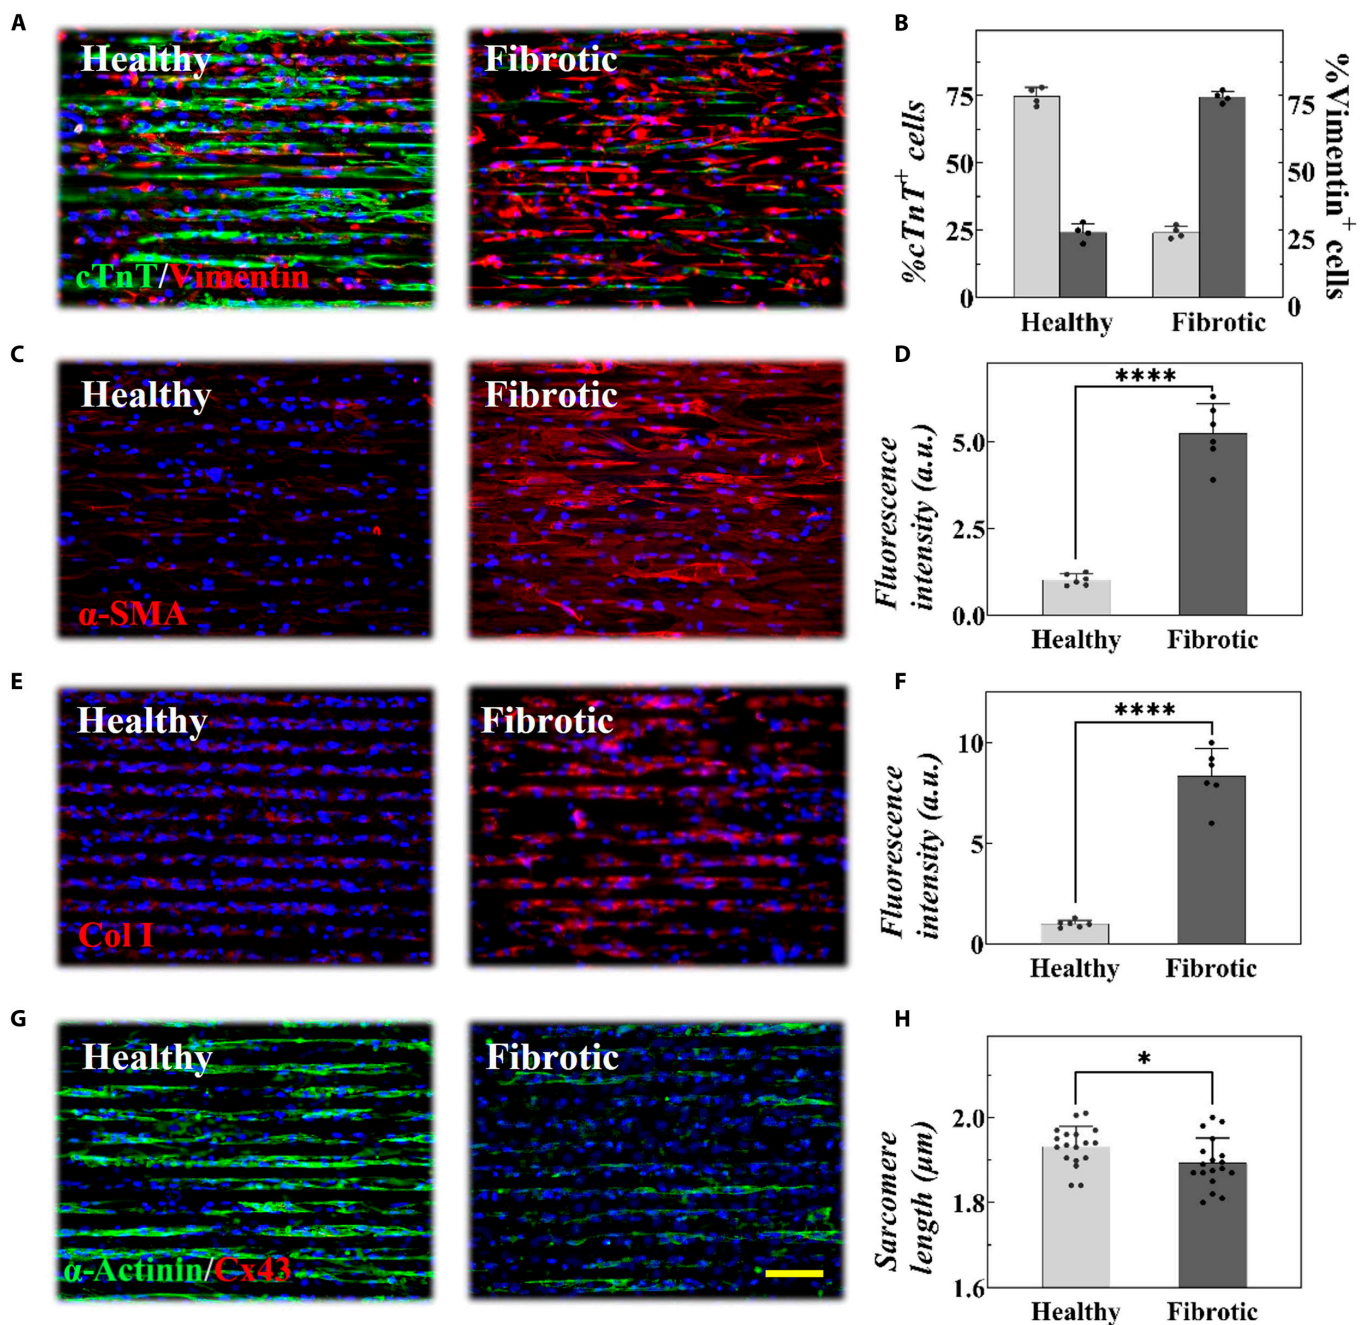 A
Healthy
cTnT/Vimentin
Fibrotic
B
%cTnT+ cells
75
50
25
0
75
50
25
0
%Vimentin+ cells
Healthy
Fibrotic
C
Healthy
α-SMA
Fibrotic
D
Fluorescence
intensity (a.u.)
5.0
2.5
0.0
****
Healthy
Fibrotic
E
Healthy
Col I
Fibrotic
F
Fluorescence
intensity (a.u.)
10
5
0
****
Healthy
Fibrotic
G
Healthy
α-Actinin/Cx43
Fibrotic
H
Sarcomere
length (μm)
2.0
1.8
1.6
*
Healthy
Fibrotic